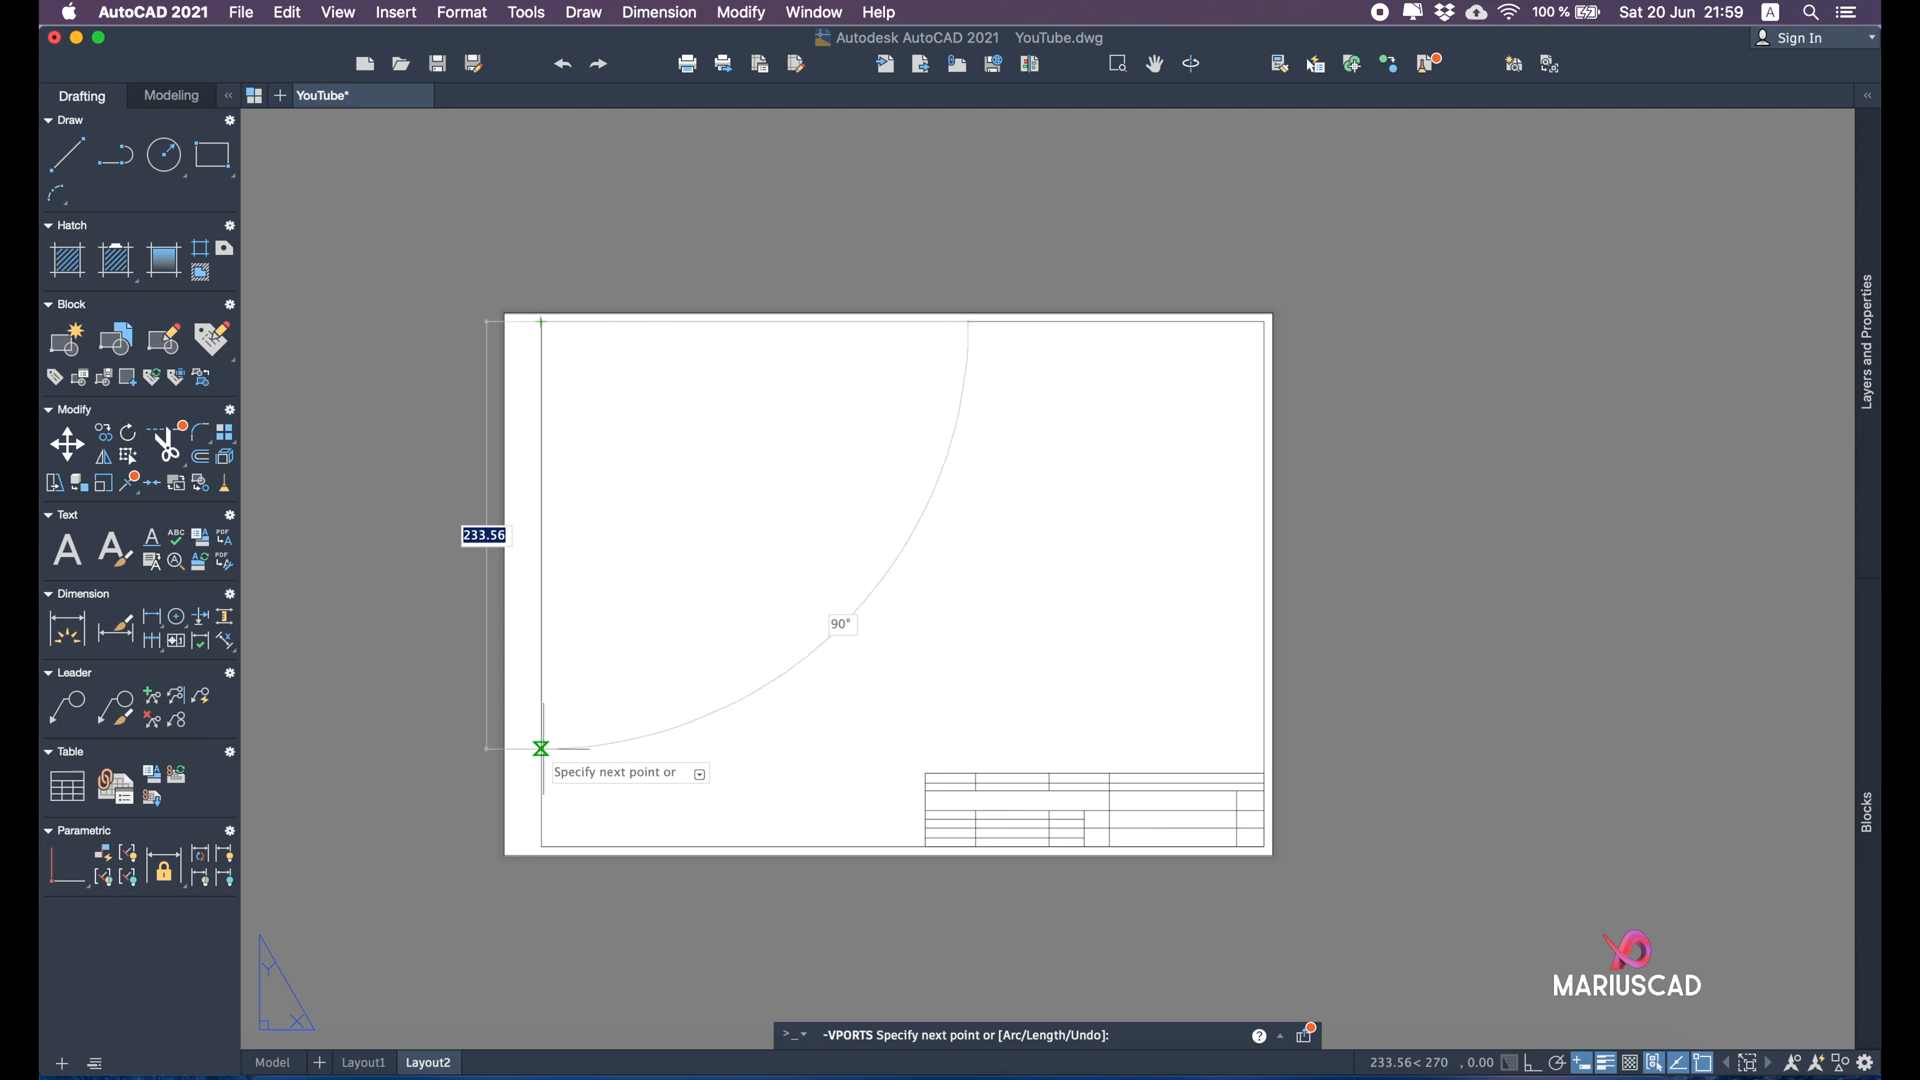 AutoCAD 2021 File Edit View Insert Format Tools Draw Dimension Modify Window Help
100 % Sat 20 Jun 21:59 A
Autodesk AutoCAD 2021 YouTube.dwg
Sign In
Drafting Modeling
YouTube*
Draw
Hatch
Block
Modify
Text
ABC
PDF
A A A
Dimension
Leader
Table
Parametric
233.56
90°
Specify next point or
Layers and Properties
Blocks
Y
X
MARIUSCAD
>_ -VPORTS Specify next point or [Arc/Length/Undo]:
Model Layout1 Layout2
233.56< 270 , 0.00